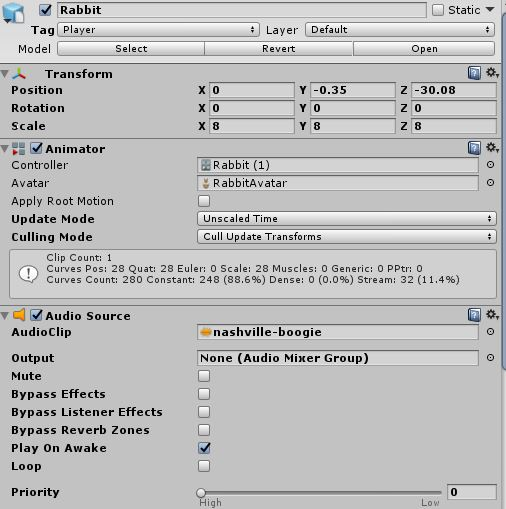 Rabbit Static
Tag Player Layer Default
Model Select Revert Open
Transform
Position X 0 Y -0.35 Z -30.08
Rotation X 0 Y 0 Z 0
Scale X 8 Y 8 Z 8
Animator
Controller Rabbit (1)
Avatar RabbitAvatar
Apply Root Motion
Update Mode Unscaled Time
Culling Mode Cull Update Transforms
Clip Count: 1
Curves Pos: 28 Quat: 28 Euler: 0 Scale: 28 Muscles: 0 Generic: 0 PPtr: 0
Curves Count: 280 Constant: 248 (88.6%) Dense: 0 (0.0%) Stream: 32 (11.4%)
Audio Source
AudioClip nashville-boogie
Output None (Audio Mixer Group)
Mute
Bypass Effects
Bypass Listener Effects
Bypass Reverb Zones
Play On Awake
Loop
Priority 0
High Low